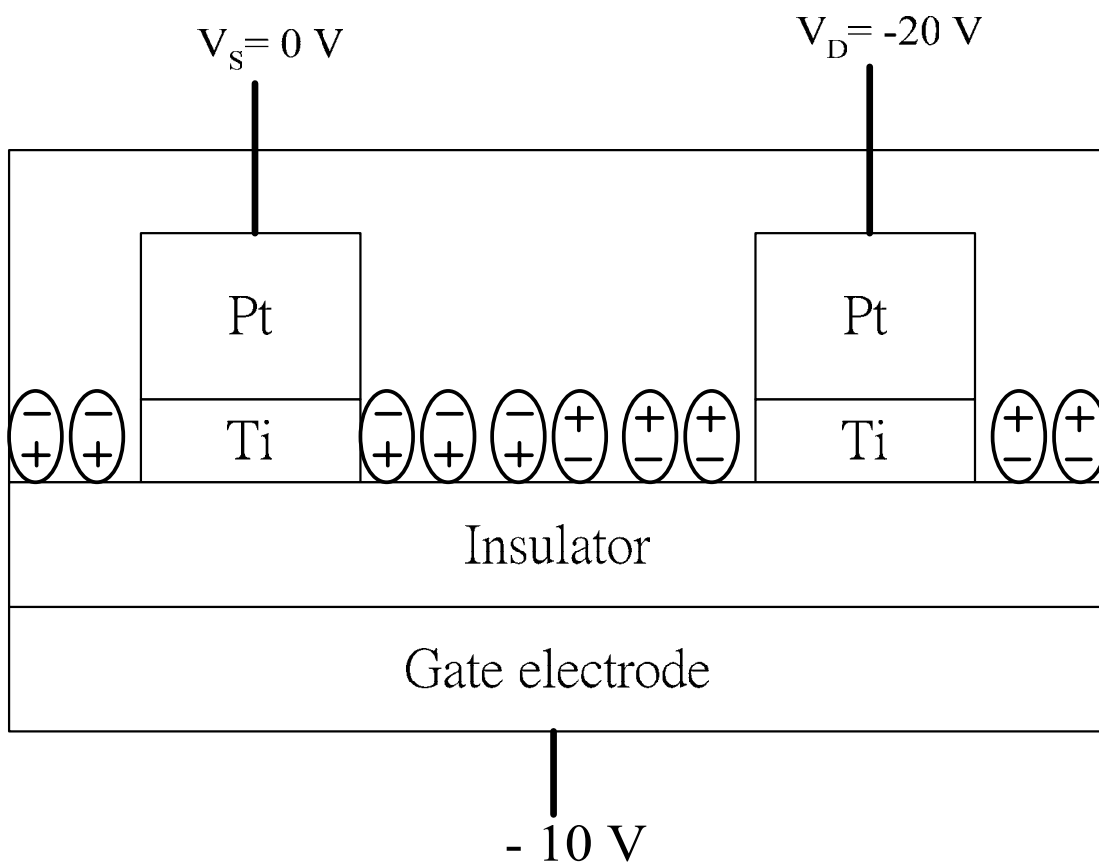 V_S= 0 V
V_D= -20 V
Pt
Pt
- - - - - + + + + +
Ti
Ti
+ + + + + - - - - -
Insulator
Gate electrode
- 10 V